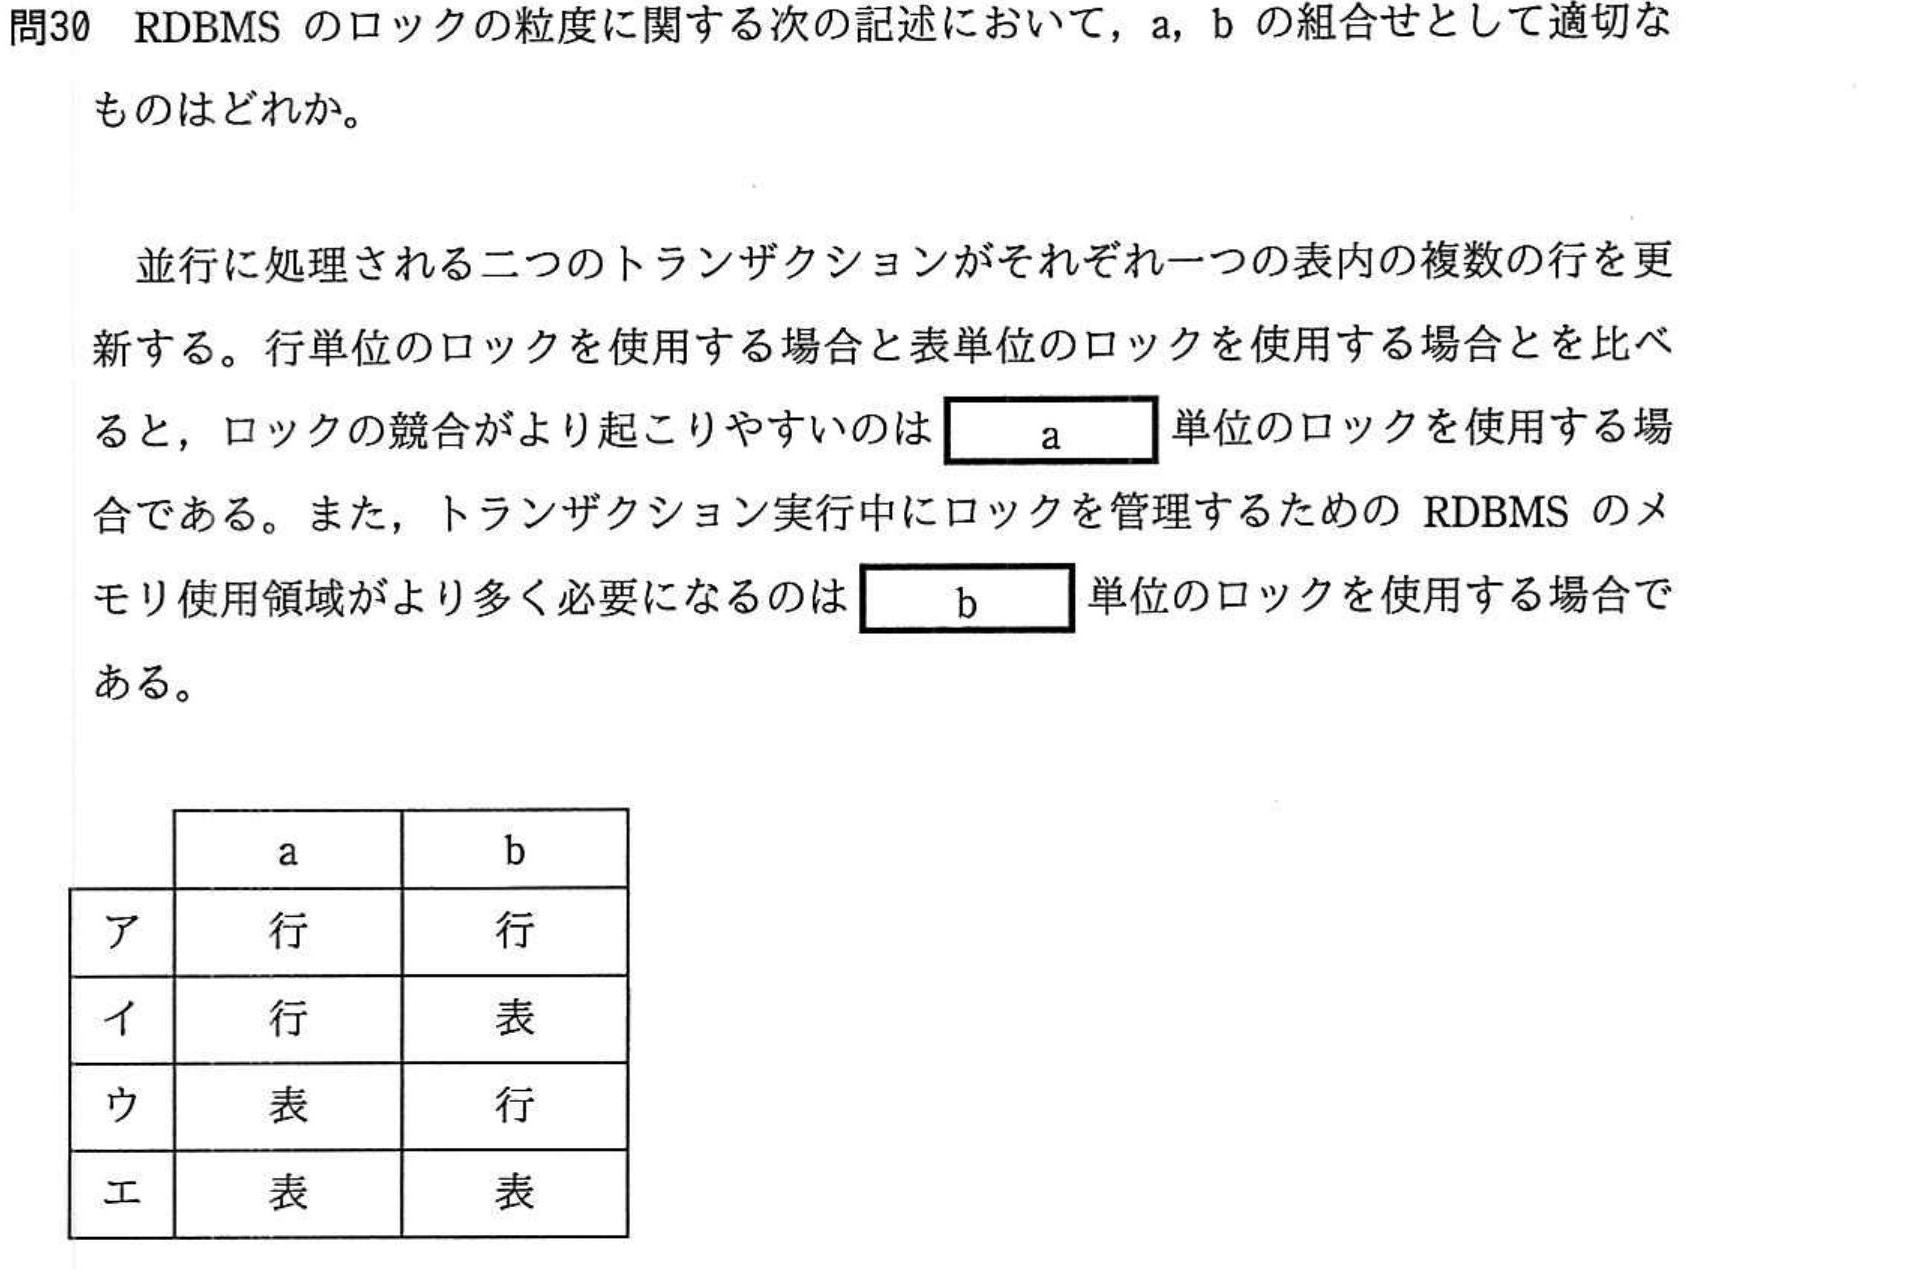 問30 RDBMS のロックの粒度に関する次の記述において，a，b の組合せとして適切な
ものはどれか。
並行に処理される二つのトランザクションがそれぞれ一つの表内の複数の行を更
新する。行単位のロックを使用する場合と表単位のロックを使用する場合とを比べ
ると，ロックの競合がより起こりやすいのは a 単位のロックを使用する場
合である。また，トランザクション実行中にロックを管理するための RDBMS のメ
モリ使用領域がより多く必要になるのは b 単位のロックを使用する場合で
ある。
a b
ア 行 行
イ 行 表
ウ 表 行
エ 表 表